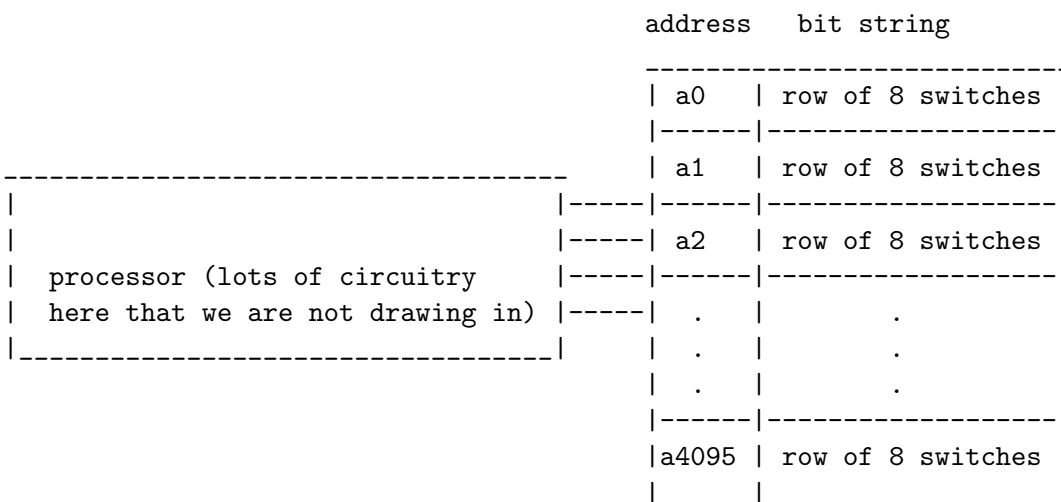 address bit string
a0 row of 8 switches
a1 row of 8 switches
a2 row of 8 switches
processor (lots of circuitry
here that we are not drawing in)
. .
. .
. .
a4095 row of 8 switches